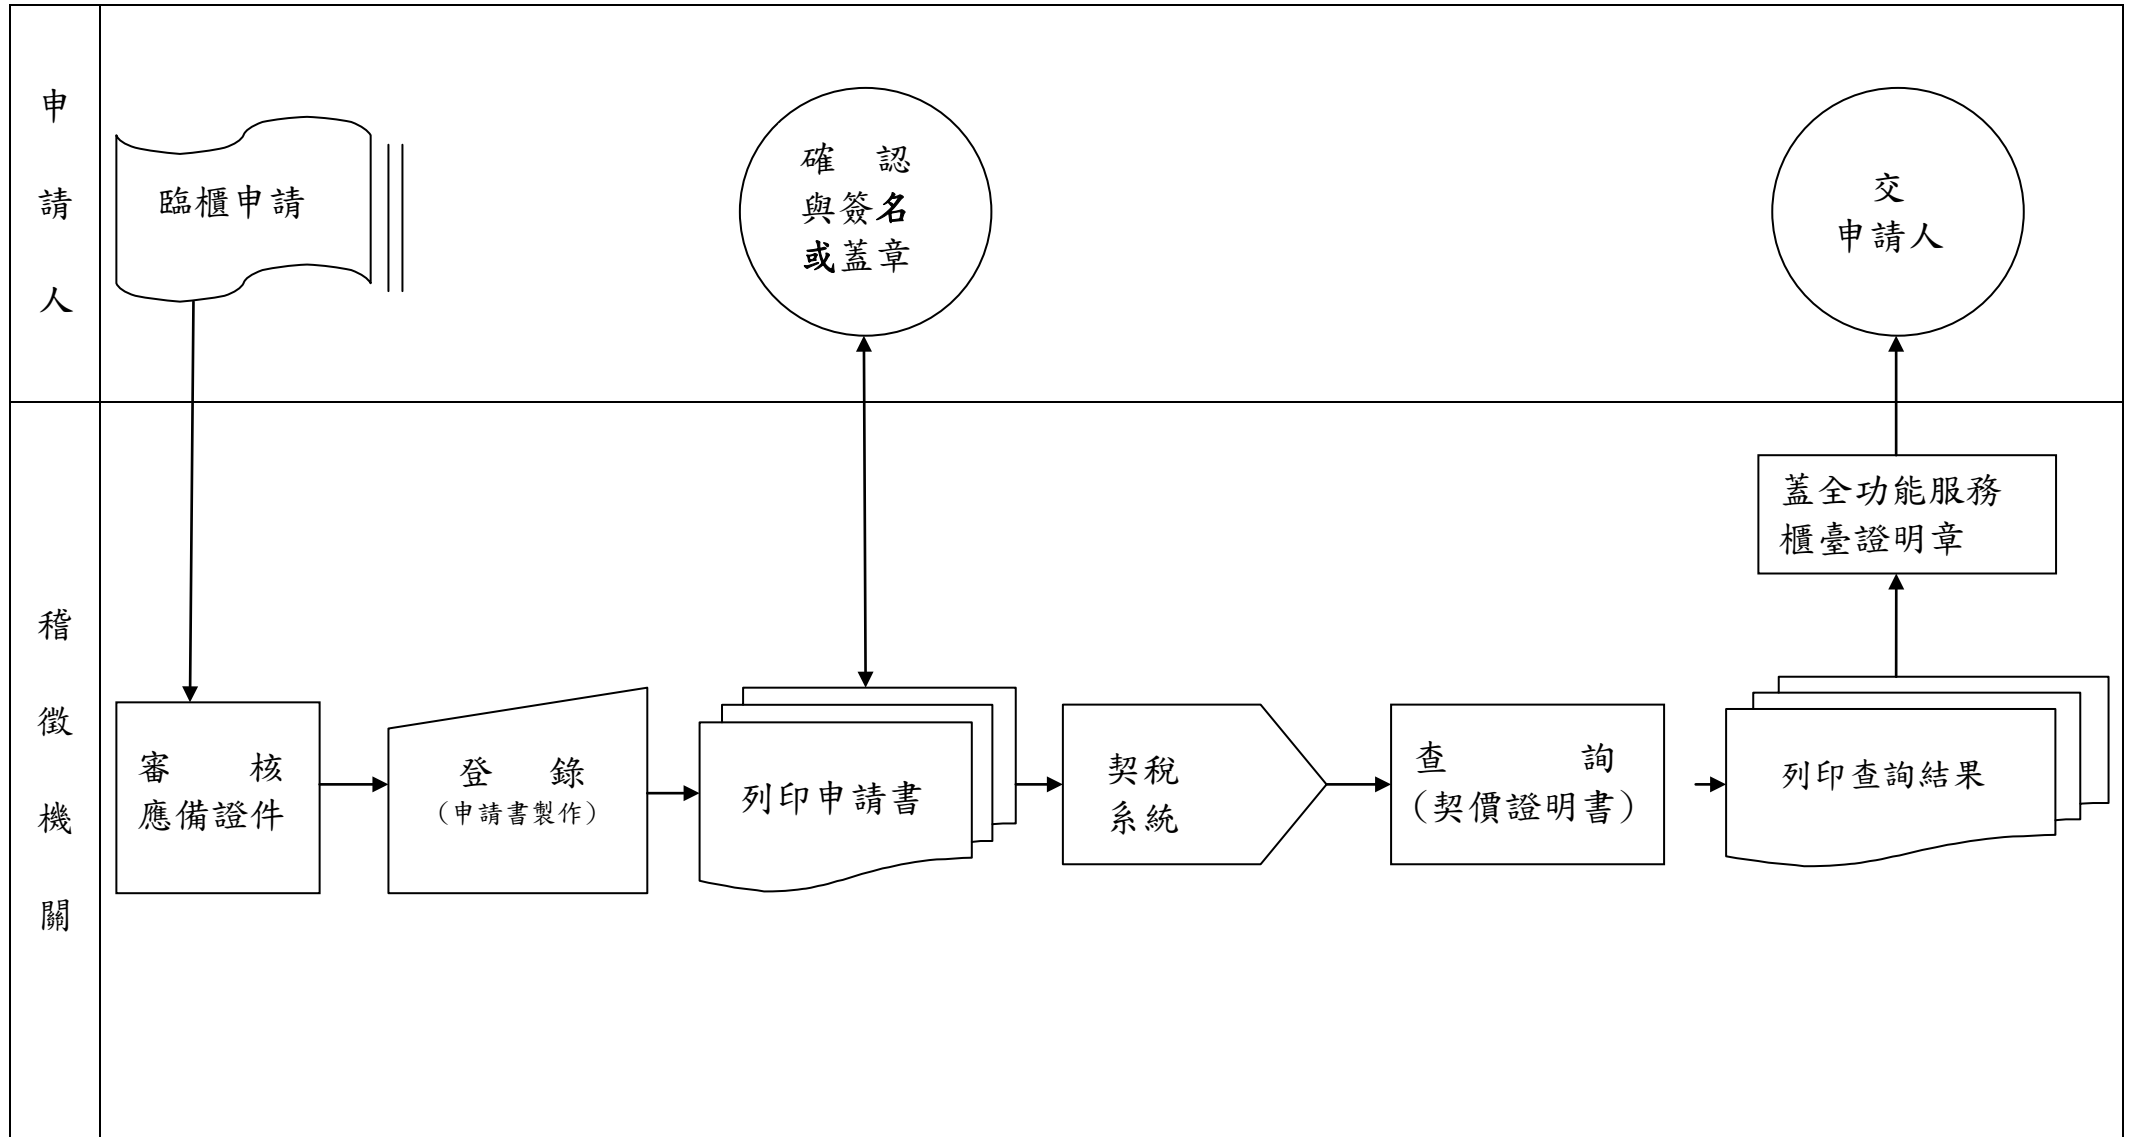 申
請
人
臨櫃申請
確 認
與簽名
或蓋章
交
申請人
稽
徵
機
關
審 核
應備證件
登 錄
(申請書製作)
列印申請書
契稅
系統
查 詢
(契價證明書)
列印查詢結果
蓋全功能服務
櫃臺證明章